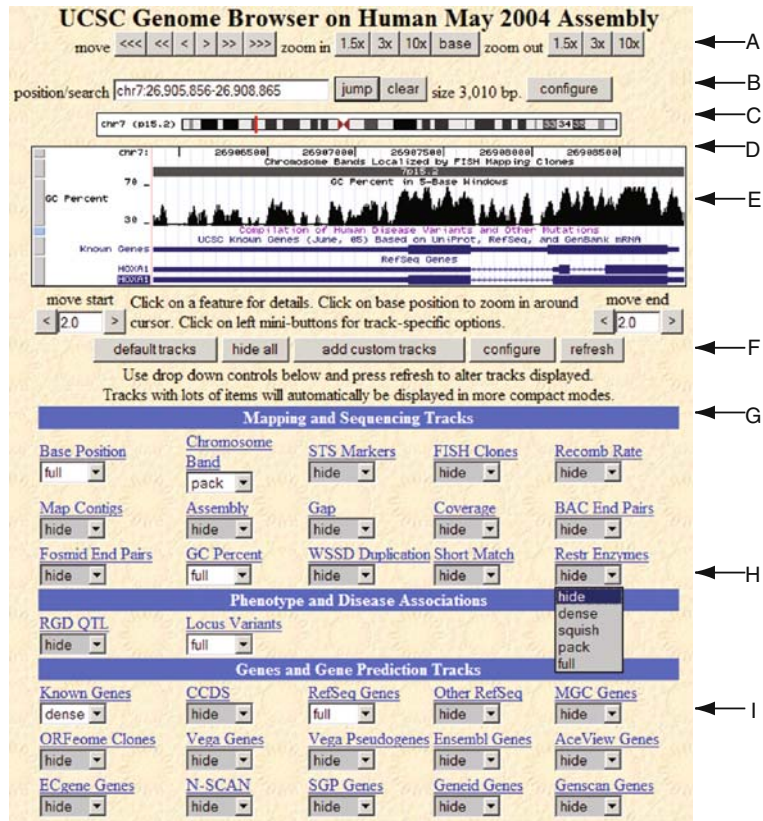 UCSC Genome Browser on Human May 2004 Assembly
move <<< << < > >> >>> zoom in 1.5x 3x 10x base zoom out 1.5x 3x 10x
A
position/search chr7:26,905,856-26,908,865 jump clear size 3,010 bp. configure
B
chr7 (p15.2) 34
C
chr7: 26906500 26907000 26907500 26908000 26908500
D
Chromosome Bands Localized by FISH Mapping Clones
7p15.2
70 GC Percent in 5-Base Windows
GC Percent
E
30
Compilation of Human Disease Variants and Other Mutations
UCSC Known Genes (June, 05) Based on UniProt, RefSeq, and GenBank mRNA
Known Genes
RefSeq Genes
HOXA1
HOXA1
move start Click on a feature for details. Click on base position to zoom in around move end
< 2.0 > cursor. Click on left mini-buttons for track-specific options. < 2.0 >
default tracks hide all add custom tracks configure refresh
F
Use drop down controls below and press refresh to alter tracks displayed.
Tracks with lots of items will automatically be displayed in more compact modes.
Mapping and Sequencing Tracks
G
Base Position Chromosome Band STS Markers FISH Clones Recomb Rate
full pack hide hide hide
Map Contigs Assembly Gap Coverage BAC End Pairs
hide hide hide hide hide
Fosmid End Pairs GC Percent WSSD Duplication Short Match Restr Enzymes
hide full hide hide hide
H
hide
dense
squish
pack
full
Phenotype and Disease Associations
RGD QTL Locus Variants
hide full
Genes and Gene Prediction Tracks
Known Genes CCDS RefSeq Genes Other RefSeq MGC Genes
dense hide full hide hide
I
ORFeome Clones Vega Genes Vega Pseudogenes Ensembl Genes AceView Genes
hide hide hide hide hide
ECgene Genes N-SCAN SGP Genes Geneid Genes Genscan Genes
hide hide hide hide hide